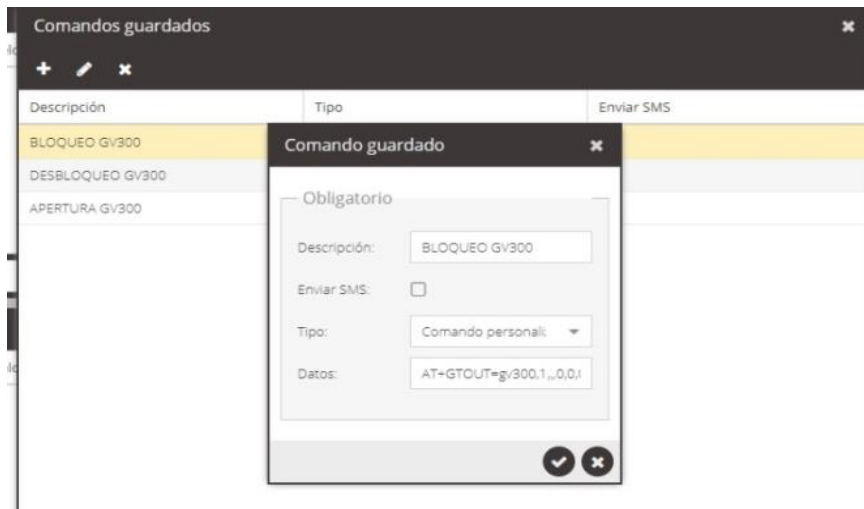 Comandos guardados
Descripción Tipo Enviar SMS
BLOQUEO GV300
DESBLOQUEO GV300
APERTURA GV300
Comando guardado
Obligatorio
Descripción: BLOQUEO GV300
Enviar SMS:
Tipo: Comando personali
Datos: AT+GTOUT=gv300,1,,,0,0,